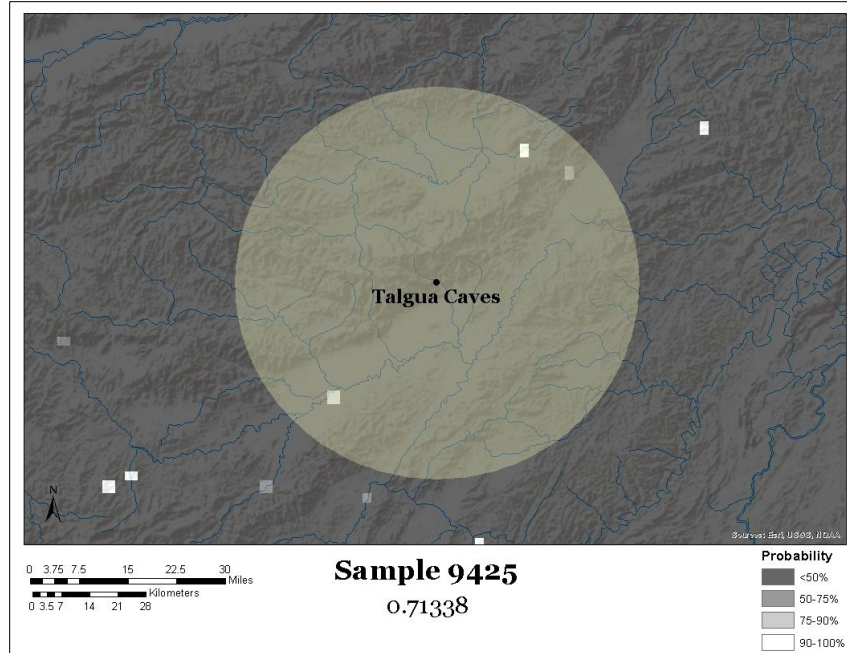 Talgua Caves
N
Sources: Esri, USGS, NOAA
0 3.75 7.5 15 22.5 30
Miles
Kilometers
0 3.5 7 14 21 28
Sample 9425
0.71338
Probability
<50%
50-75%
75-90%
90-100%